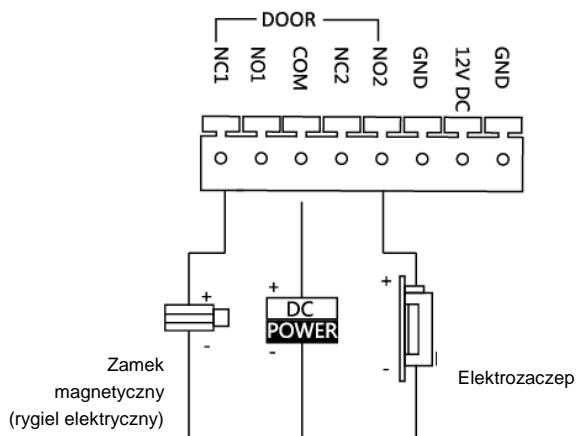 DOOR
NC1 NO1 COM NC2 NO2 GND 12V DC GND
+ + +
DC
POWER
- - -
Zamek
magnetyczny
(rygiel elektryczny)
Elektrozaczep